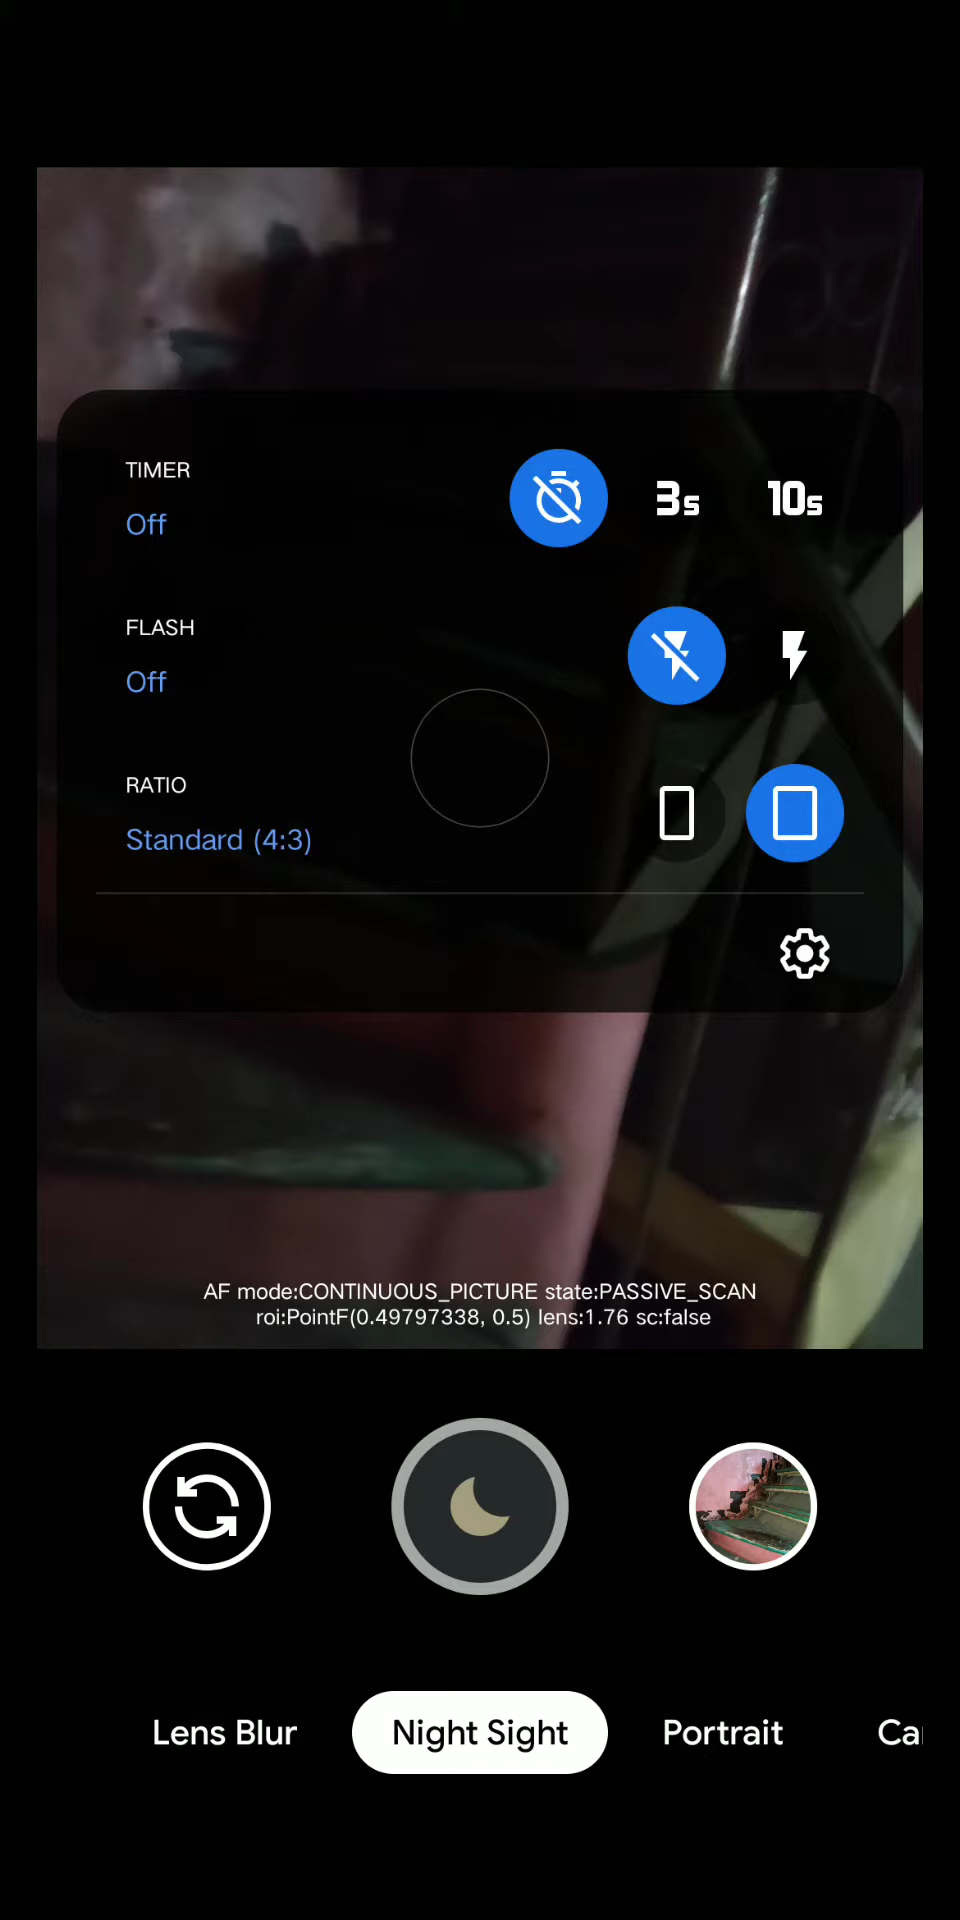 TIMER
Off
3s
10s
FLASH
Off
RATIO
Standard (4:3)
AF mode:CONTINUOUS_PICTURE state:PASSIVE_SCAN
roi:PointF(0.49797338, 0.5) lens:1.76 sc:false
Lens Blur
Night Sight
Portrait
Ca